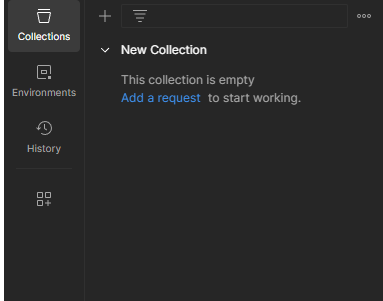 Collections
Environments
History
New Collection
This collection is empty
Add a request to start working.